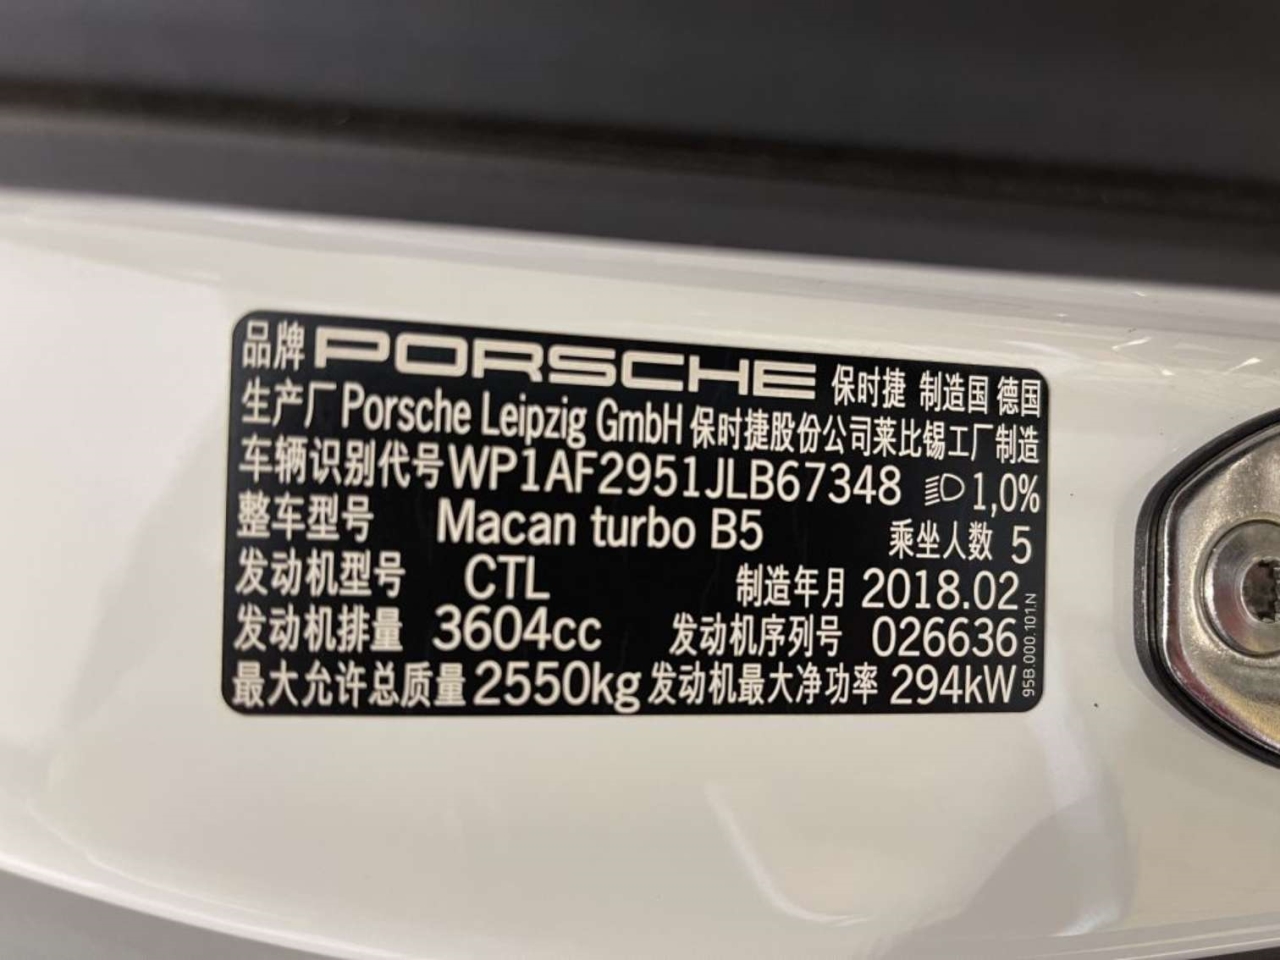 品牌 PORSCHE 保时捷 制造国 德国
生产厂 Porsche Leipzig GmbH 保时捷股份公司莱比锡工厂制造
车辆识别代号 WP1AF2951JLB67348 1,0%
整车型号 Macan turbo B5 乘坐人数 5
发动机型号 CTL 制造年月 2018.02
发动机排量 3604cc 发动机序列号 026636
最大允许总质量 2550kg 发动机最大净功率 294kW
95B.000.101.N